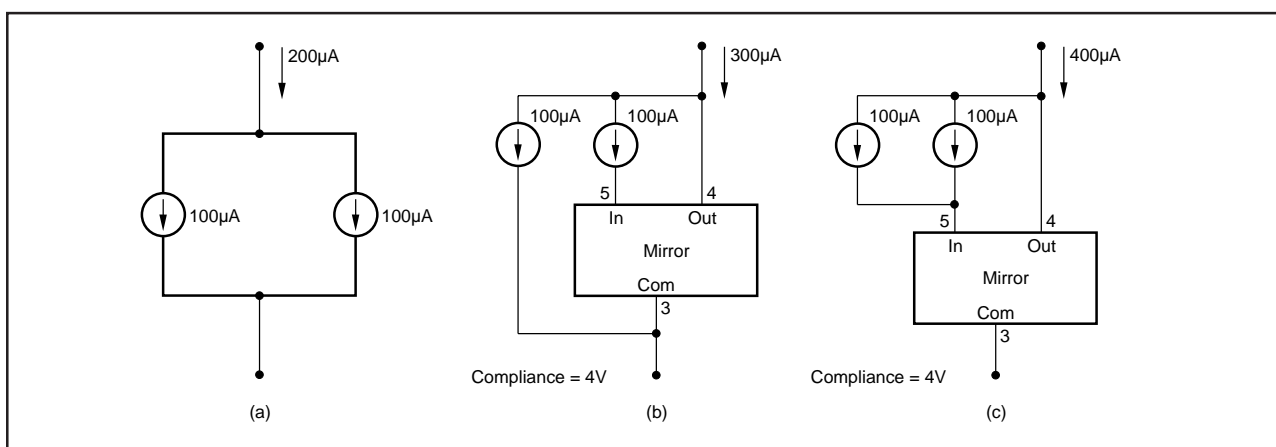 200µA
100µA
100µA
(a)
300µA
100µA
100µA
5
4
In
Out
Mirror
Com
3
Compliance = 4V
(b)
400µA
100µA
100µA
5
4
In
Out
Mirror
Com
3
Compliance = 4V
(c)